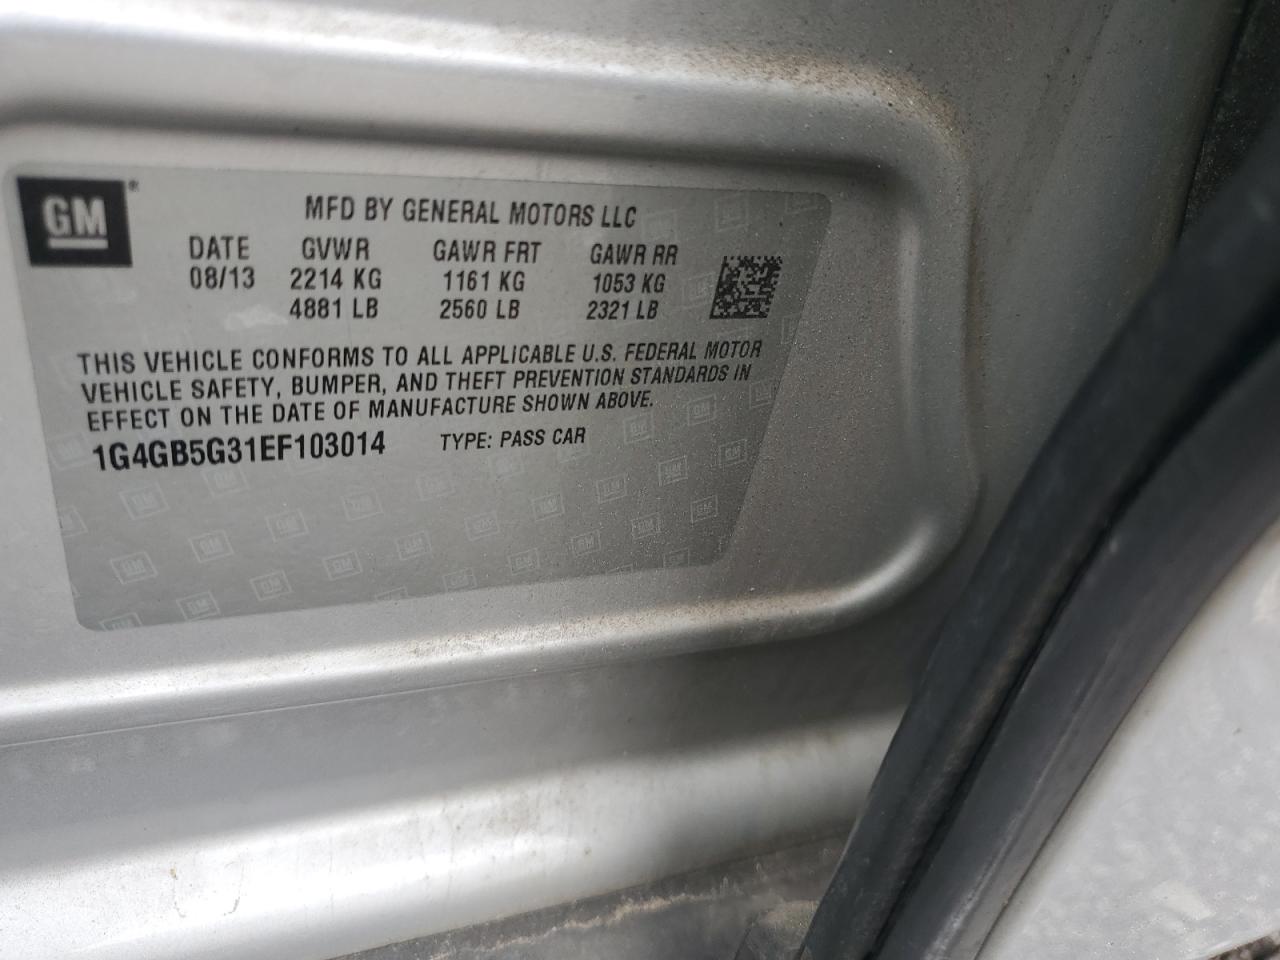 GM®
MFD BY GENERAL MOTORS LLC
DATE GVWR GAWR FRT GAWR RR
08/13 2214 KG 1161 KG 1053 KG
4881 LB 2560 LB 2321 LB
THIS VEHICLE CONFORMS TO ALL APPLICABLE U.S. FEDERAL MOTOR
VEHICLE SAFETY, BUMPER, AND THEFT PREVENTION STANDARDS IN
EFFECT ON THE DATE OF MANUFACTURE SHOWN ABOVE.
1G4GB5G31EF103014 TYPE: PASS CAR